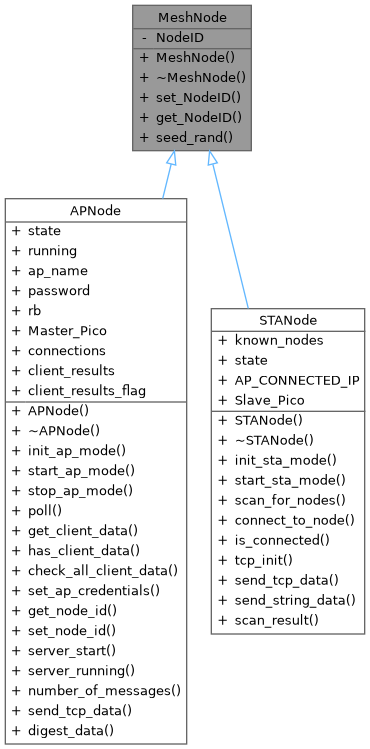 MeshNode
- NodeID
+ MeshNode()
+ ~MeshNode()
+ set_NodeID()
+ get_NodeID()
+ seed_rand()
APNode
+ state
+ running
+ ap_name
+ password
+ rb
+ Master_Pico
+ connections
+ client_results
+ client_results_flag
+ APNode()
+ ~APNode()
+ init_ap_mode()
+ start_ap_mode()
+ stop_ap_mode()
+ poll()
+ get_client_data()
+ has_client_data()
+ check_all_client_data()
+ set_ap_credentials()
+ get_node_id()
+ set_node_id()
+ server_start()
+ server_running()
+ number_of_messages()
+ send_tcp_data()
+ digest_data()
STANode
+ known_nodes
+ state
+ AP_CONNECTED_IP
+ Slave_Pico
+ STANode()
+ ~STANode()
+ init_sta_mode()
+ start_sta_mode()
+ scan_for_nodes()
+ connect_to_node()
+ is_connected()
+ tcp_init()
+ send_tcp_data()
+ send_string_data()
+ scan_result()